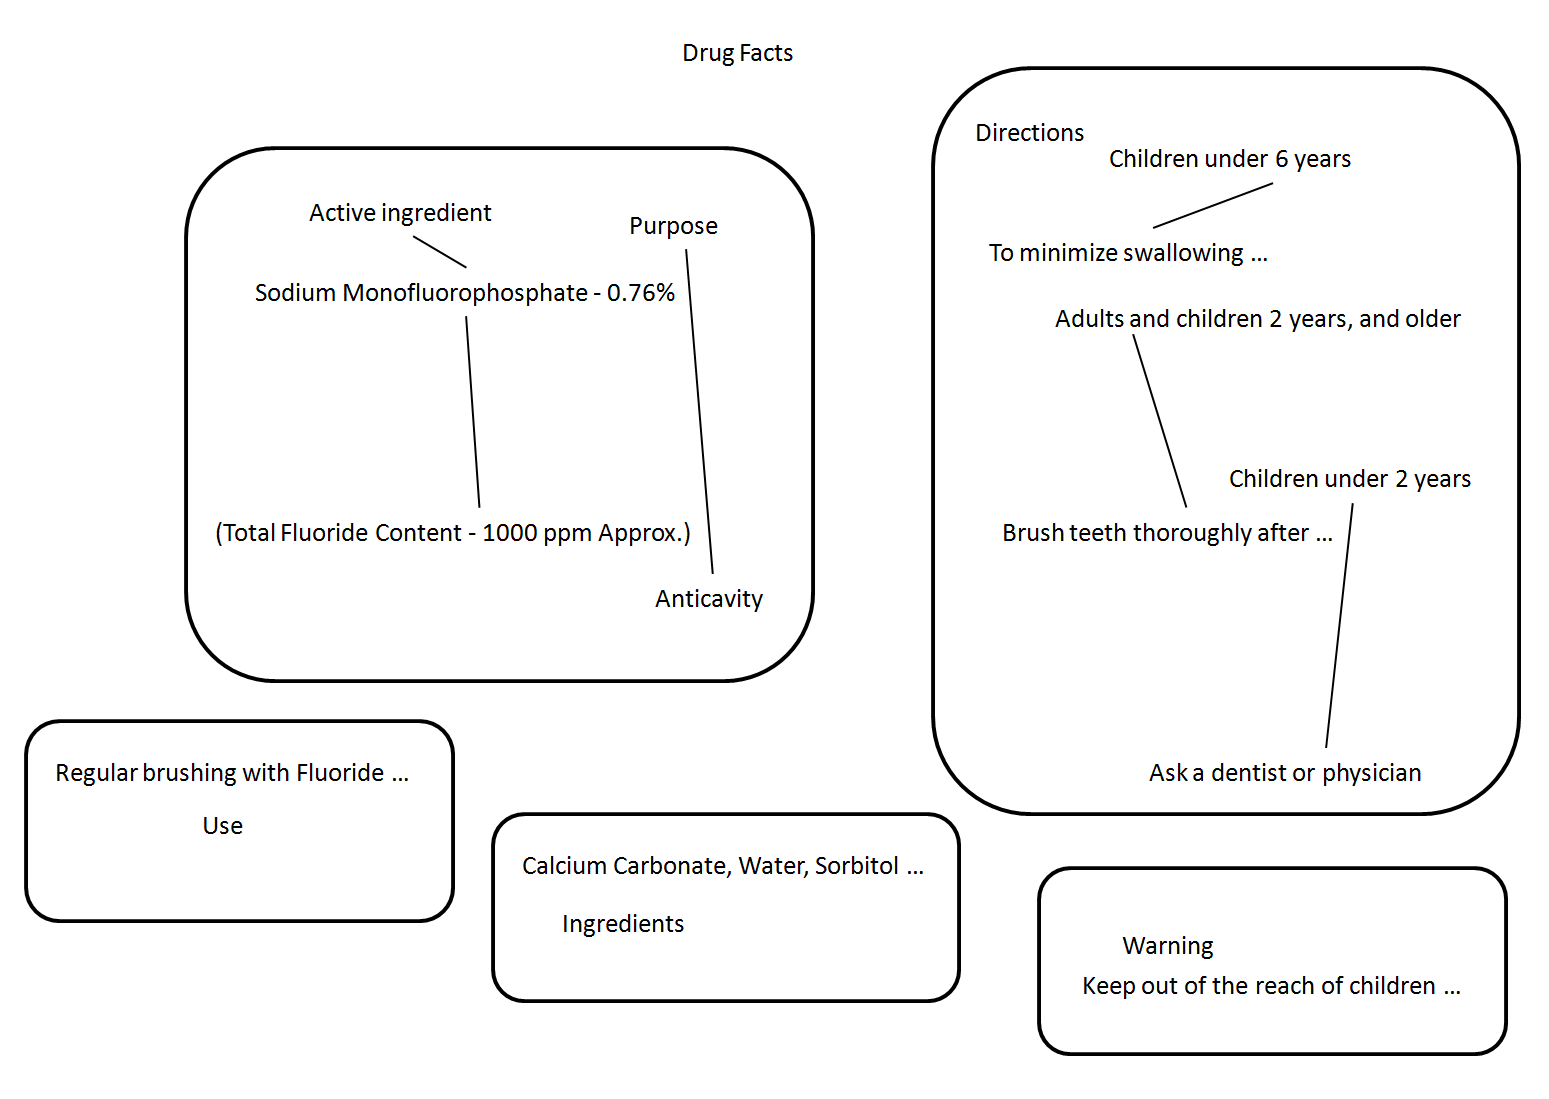 Drug Facts
Active ingredient
Purpose
Sodium Monofluorophosphate - 0.76%
(Total Fluoride Content - 1000 ppm Approx.)
Anticavity
Directions
Children under 6 years
To minimize swallowing ...
Adults and children 2 years, and older
Children under 2 years
Brush teeth thoroughly after ...
Ask a dentist or physician
Regular brushing with Fluoride ...
Use
Calcium Carbonate, Water, Sorbitol ...
Ingredients
Warning
Keep out of the reach of children ...